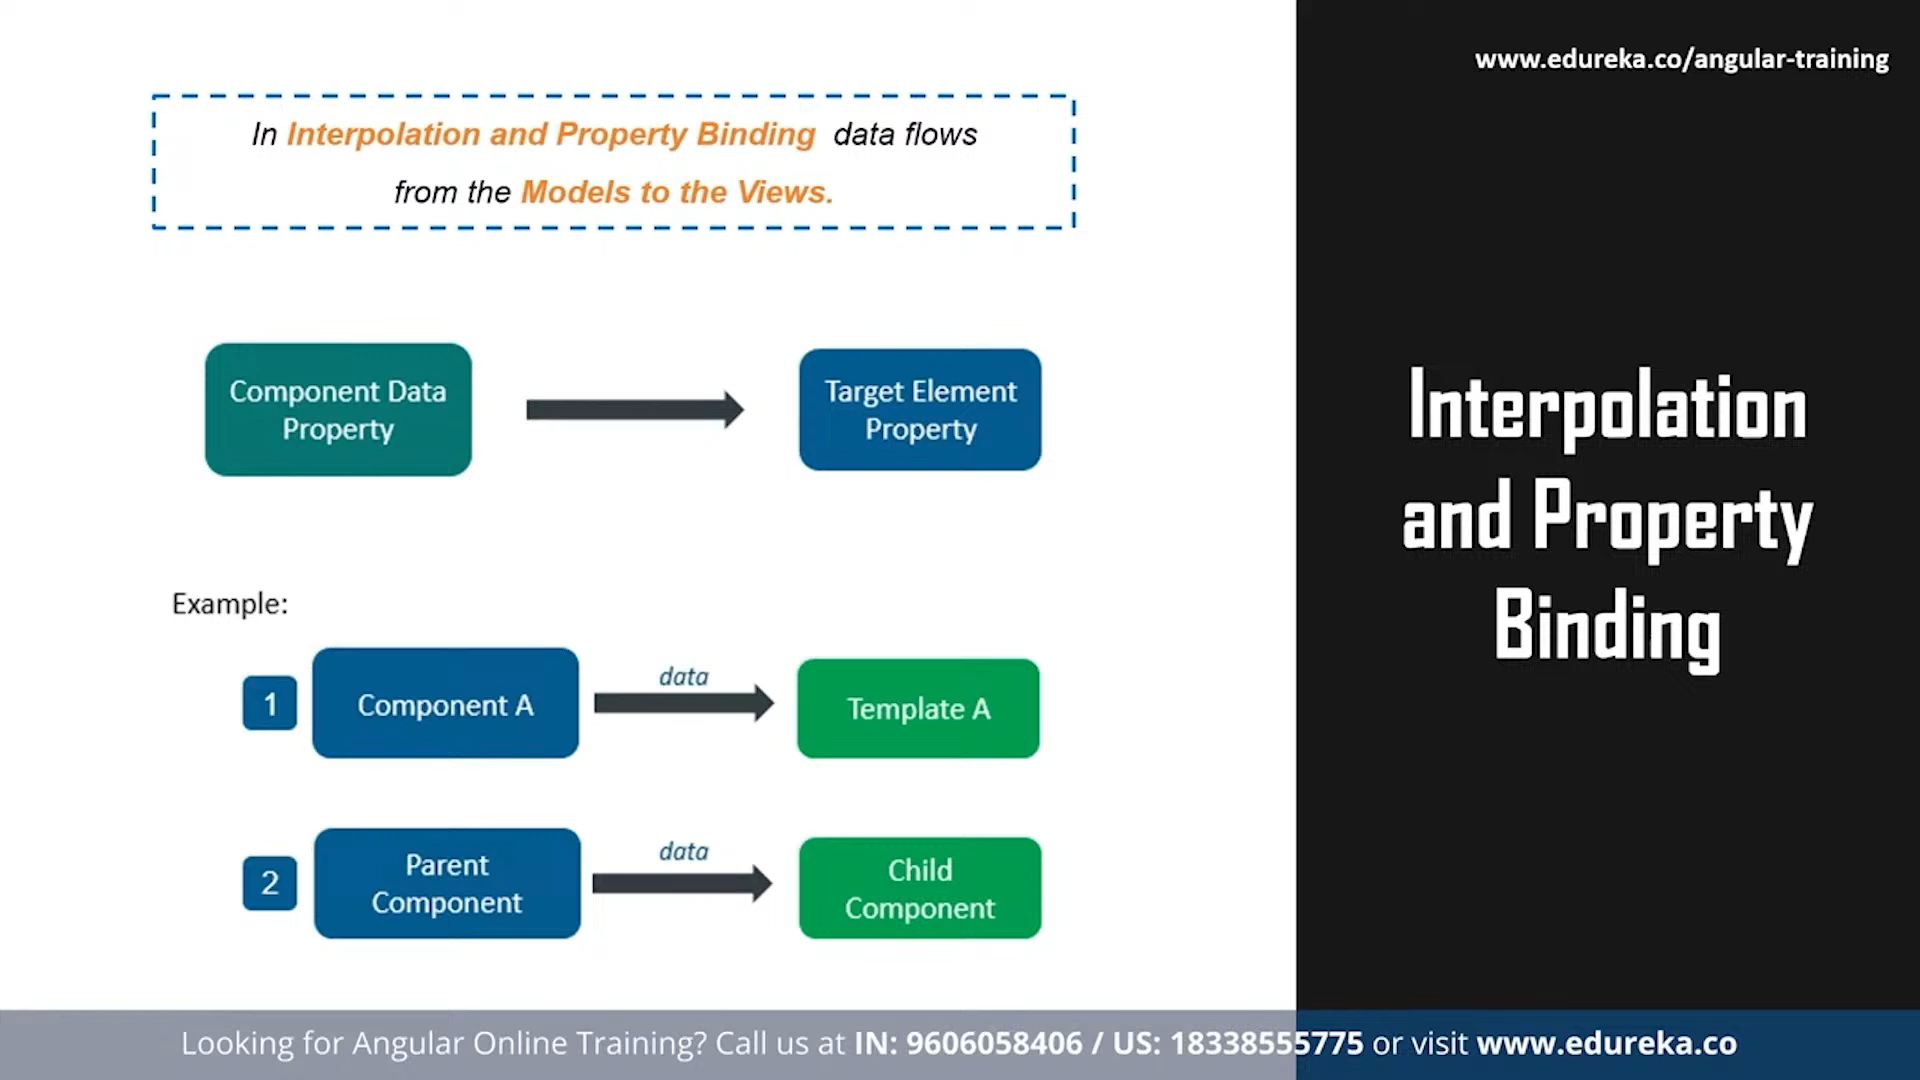 www.edureka.co/angular-training
In Interpolation and Property Binding data flows
from the Models to the Views.
Component Data
Property
Target Element
Property
Interpolation
and Property
Binding
Example:
1
Component A
data
Template A
2
Parent
Component
data
Child
Component
Looking for Angular Online Training? Call us at IN: 9606058406 / US: 18338555775 or visit www.edureka.co